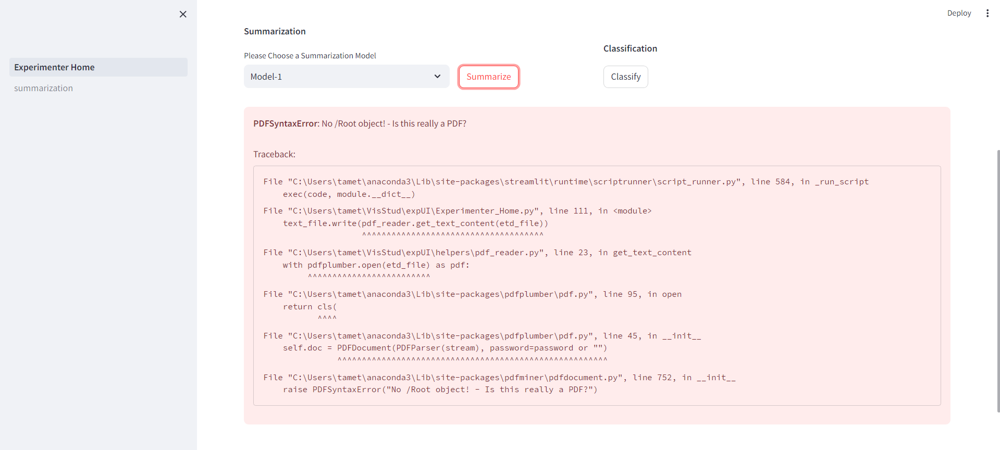 Deploy
Experimenter Home
summarization
Summarization
Please Choose a Summarization Model
Model-1
Summarize
Classification
Classify
PDFSyntaxError: No /Root object! - Is this really a PDF?
Traceback:
File "C:\Users\tamet\anaconda3\Lib\site-packages\streamlit\runtime\scriptrunner\script_runner.py", line 584, in _run_script
exec(code, module.__dict__)
File "C:\Users\tamet\VisStud\expUI\Experimenter_Home.py", line 111, in <module>
text_file.write(pdf_reader.get_text_content(etd_file))
^^^^^^^^^^^^^^^^^^^^^^^^^^^^^^^^^^^^^
File "C:\Users\tamet\VisStud\expUI\helpers\pdf_reader.py", line 23, in get_text_content
with pdfplumber.open(etd_file) as pdf:
^^^^^^^^^^^^^^^^^^^^^^^^^
File "C:\Users\tamet\anaconda3\Lib\site-packages\pdfplumber\pdf.py", line 95, in open
return cls(
^^^^
File "C:\Users\tamet\anaconda3\Lib\site-packages\pdfplumber\pdf.py", line 45, in __init__
self.doc = PDFDocument(PDFParser(stream), password=password or "")
^^^^^^^^^^^^^^^^^^^^^^^^^^^^^^^^^^^^^^^^^^^^^^^^^^^^^^^
File "C:\Users\tamet\anaconda3\Lib\site-packages\pdfminer\pdfdocument.py", line 752, in __init__
raise PDFSyntaxError("No /Root object! - Is this really a PDF?")